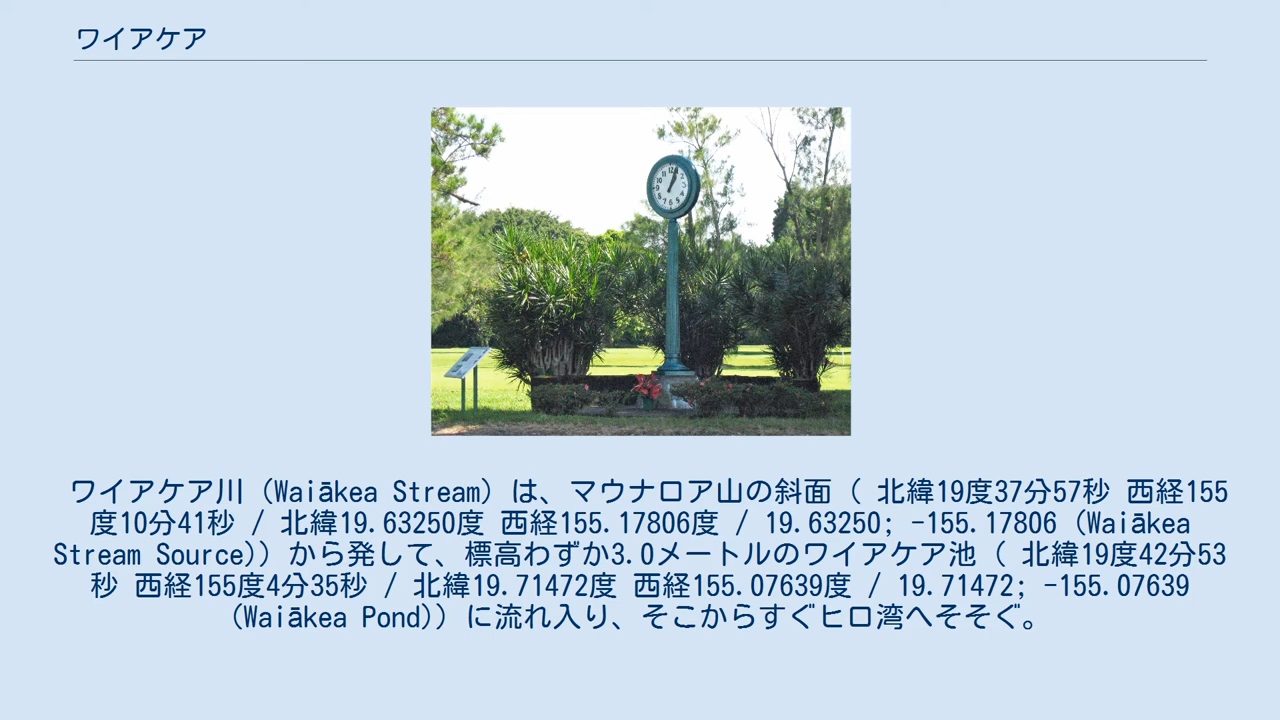 ワイアケア
ワイアケア川 (Waiākea Stream) は、マウナロア山の斜面 ( 北緯19度37分57秒 西経155
度10分41秒 / 北緯19.63250度 西経155.17806度 / 19.63250; -155.17806 (Waiākea
Stream Source)) から発して、標高わずか3.0メートルのワイアケア池 ( 北緯19度42分53
秒 西経155度4分35秒 / 北緯19.71472度 西経155.07639度 / 19.71472; -155.07639
(Waiākea Pond)) に流れ入り、そこからすぐヒロ湾へそそぐ。